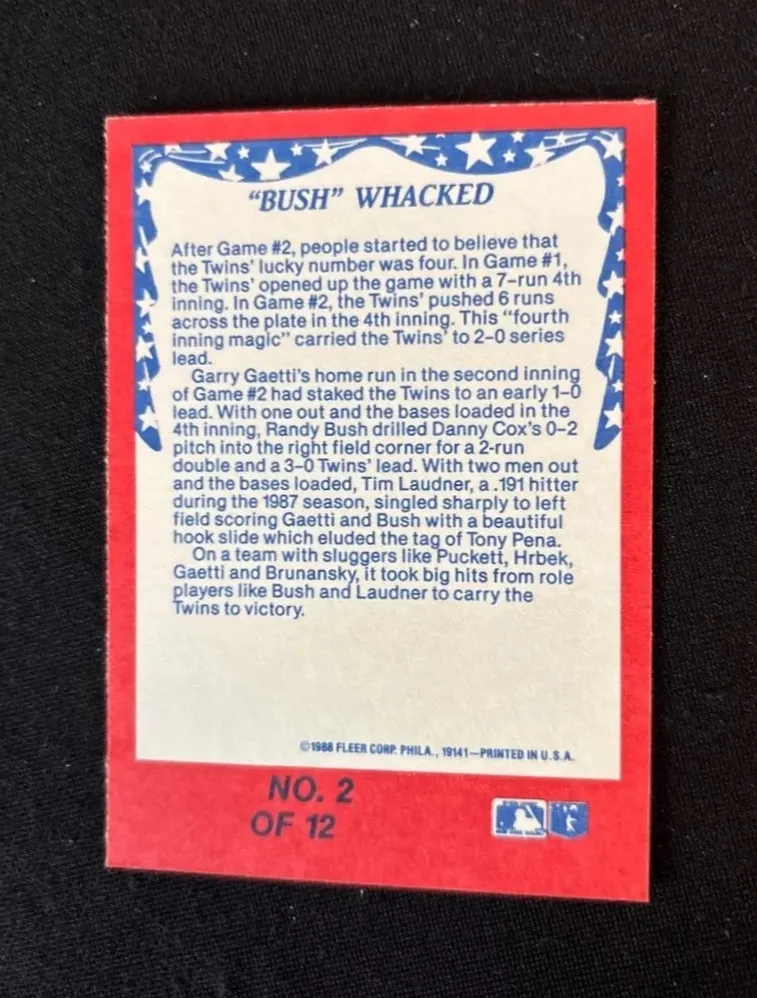 "BUSH" WHACKED
After Game #2, people started to believe that
the Twins' lucky number was four. In Game #1,
the Twins' opened up the game with a 7-run 4th
inning. In Game #2, the Twins' pushed 6 runs
across the plate in the 4th inning. This "fourth
inning magic" carried the Twins' to 2-0 series
lead.
Garry Gaetti's home run in the second inning
of Game #2 had staked the Twins to an early 1-0
lead. With one out and the bases loaded in the
4th inning, Randy Bush drilled Danny Cox's 0-2
pitch into the right field corner for a 2-run
double and a 3-0 Twins' lead. With two men out
and the bases loaded, Tim Laudner, a .191 hitter
during the 1987 season, singled sharply to left
field scoring Gaetti and Bush with a beautiful
hook slide which eluded the tag of Tony Pena.
On a team with sluggers like Puckett, Hrbek,
Gaetti and Brunansky, it took big hits from role
players like Bush and Laudner to carry the
Twins to victory.
©1988 FLEER CORP. PHILA., 19141—PRINTED IN U.S.A.
NO. 2
OF 12